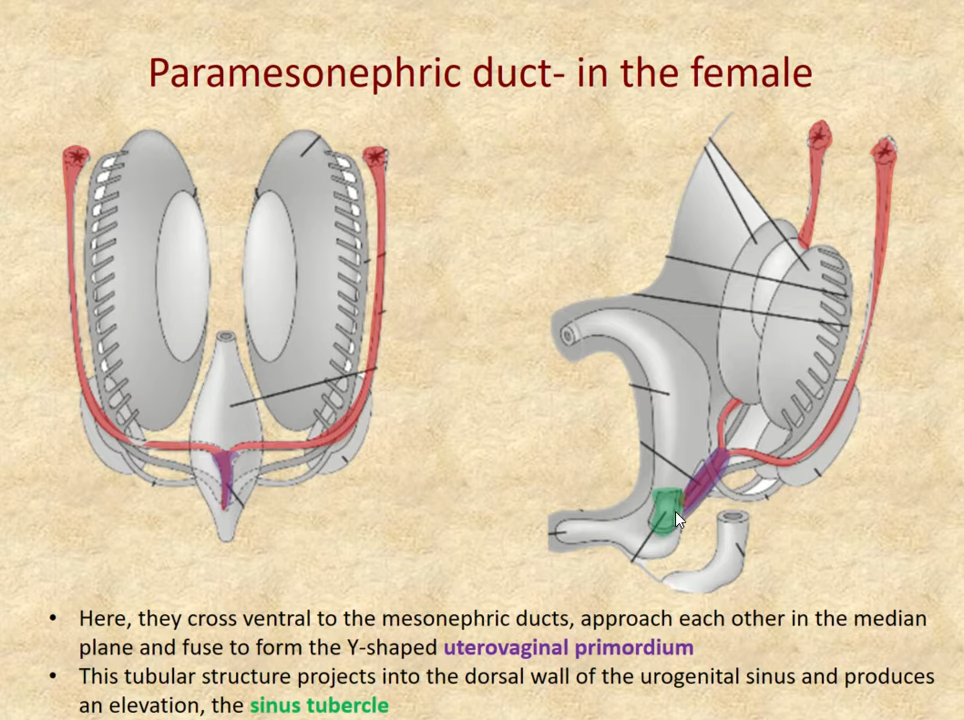 Paramesonephric duct- in the female
• Here, they cross ventral to the mesonephric ducts, approach each other in the median
plane and fuse to form the Y-shaped uterovaginal primordium
• This tubular structure projects into the dorsal wall of the urogenital sinus and produces
an elevation, the sinus tubercle